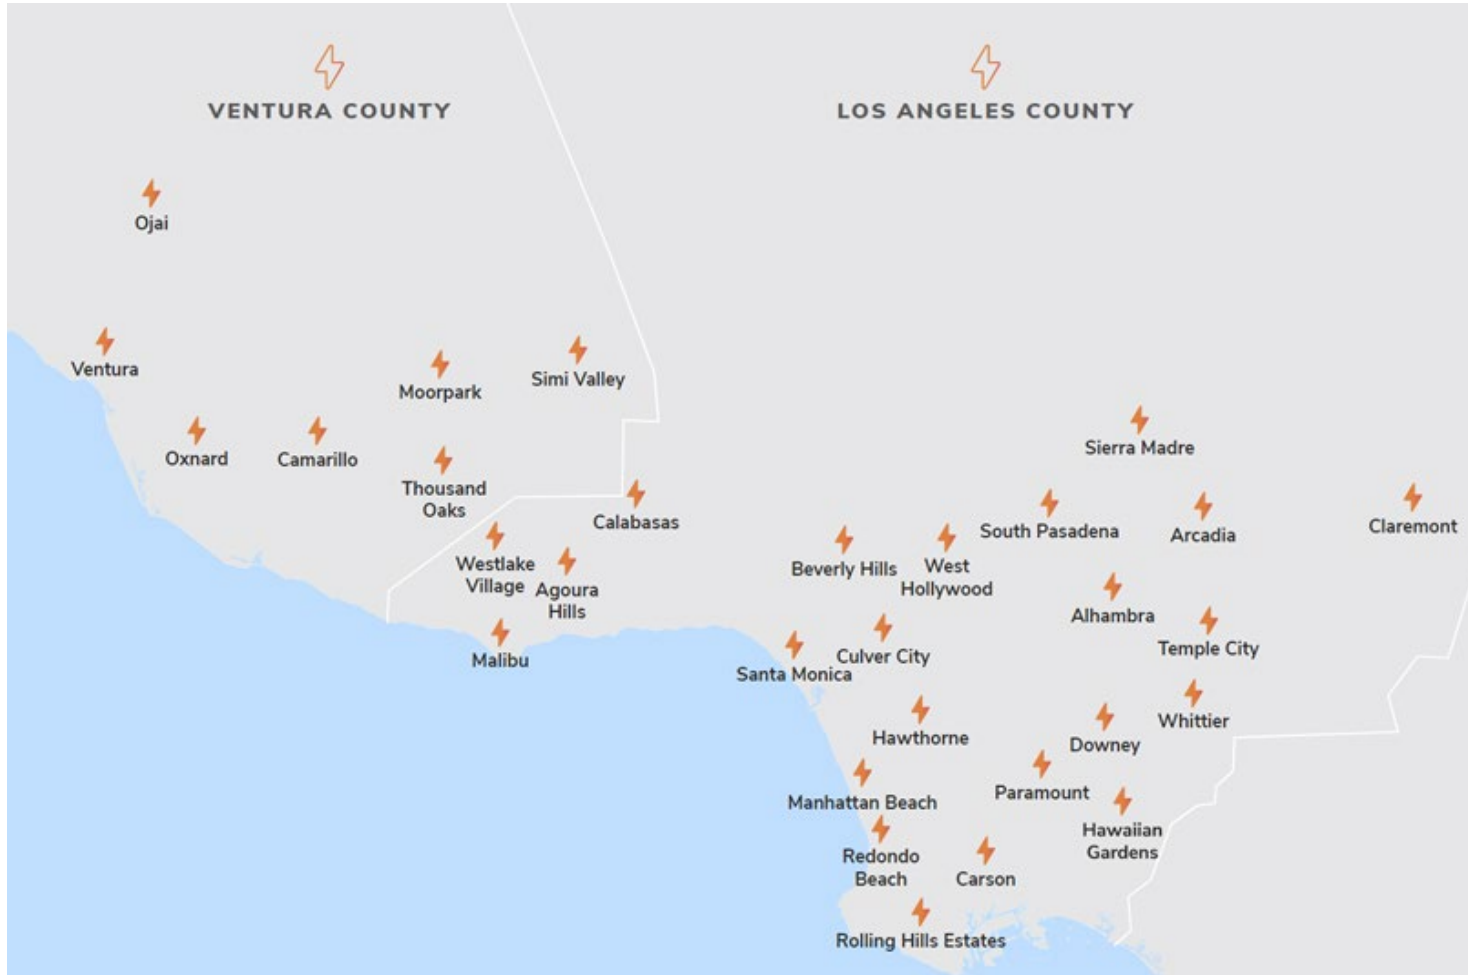 VENTURA COUNTY
LOS ANGELES COUNTY
Ojai
Ventura
Moorpark
Simi Valley
Oxnard
Camarillo
Thousand
Oaks
Sierra Madre
Calabasas
South Pasadena
Arcadia
Claremont
Westlake
Village
Agoura
Hills
Beverly Hills
West
Hollywood
Alhambra
Temple City
Malibu
Santa Monica
Culver City
Hawthorne
Downey
Whittier
Manhattan Beach
Paramount
Hawaiian
Gardens
Redondo
Beach
Carson
Rolling Hills Estates